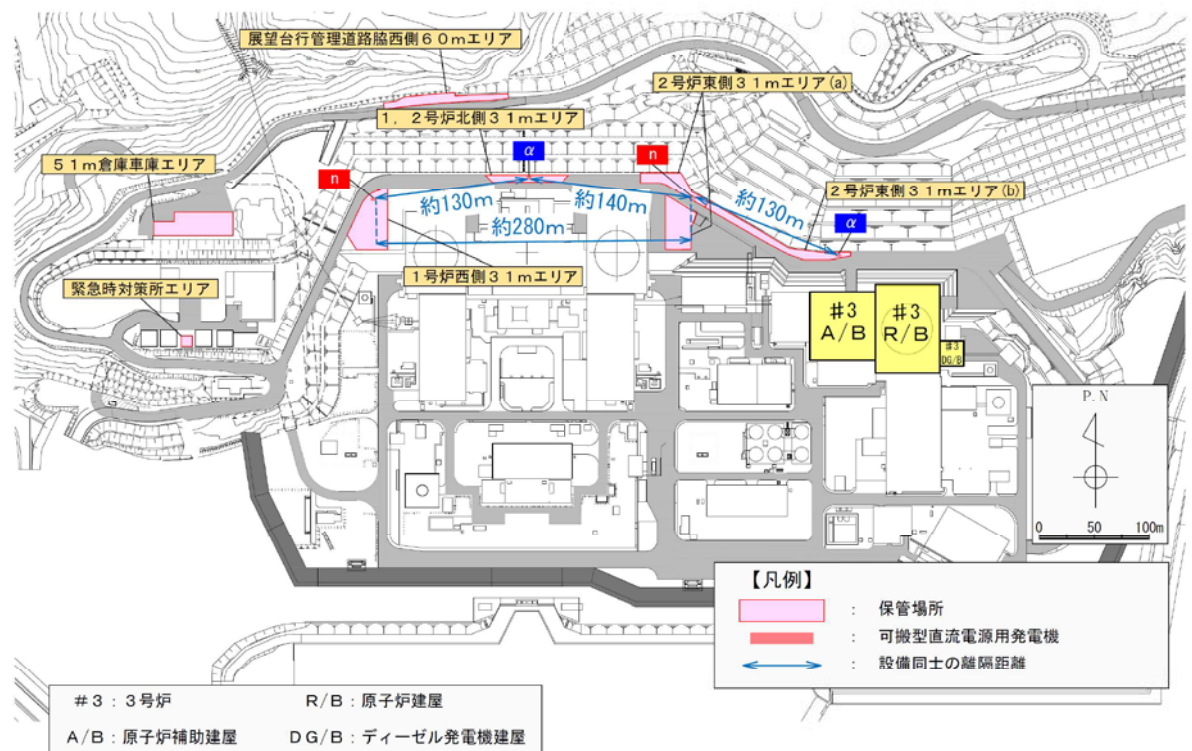 展望台行管理道路脇西側60mエリア
2号炉東側31mエリア(a)
1，2号炉北側31mエリア
α
n
n
51m倉庫車庫エリア
2号炉東側31mエリア(b)
α
約130m
約140m
約130m
約280m
1号炉西側31mエリア
緊急時対策所エリア
#3
A/B
#3
R/B
#3
DG/B
P.N
0 50 100m
【凡例】
： 保管場所
： 可搬型直流電源用発電機
： 設備同士の離隔距離
#3：3号炉
R/B：原子炉建屋
A/B：原子炉補助建屋
DG/B：ディーゼル発電機建屋